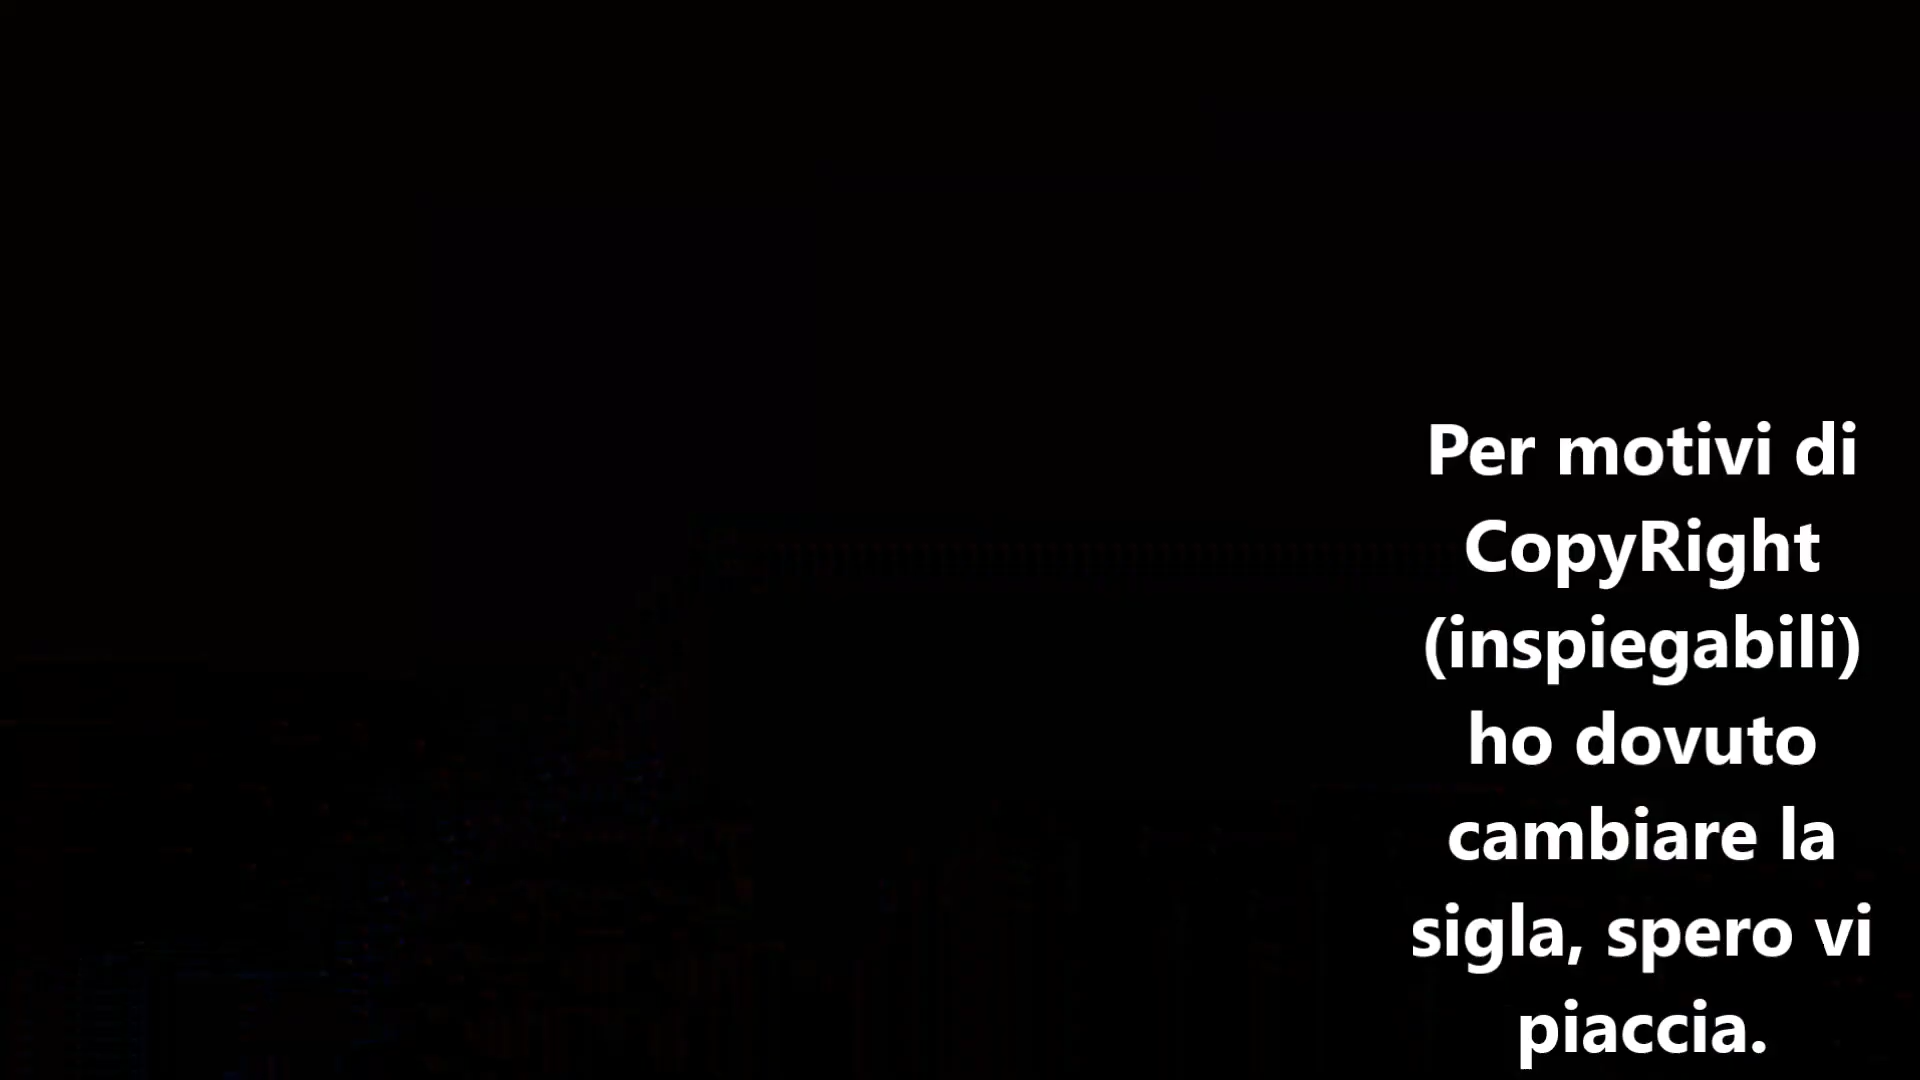 Per motivi di
CopyRight
(inspiegabili)
ho dovuto
cambiare la
sigla, spero vi
piaccia.